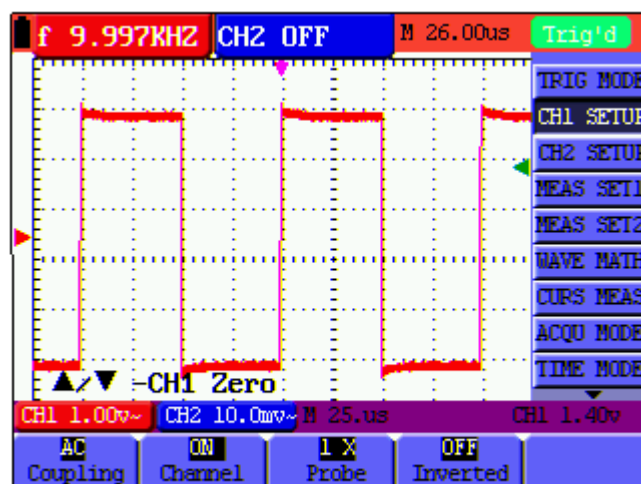 f 9.997KHZ CH2 OFF M 26.00us Trig'd
TRIG MODE
CH1 SETUP
CH2 SETUP
MEAS SET1
MEAS SET2
WAVE MATH
CURS MEAS
ACQU MODE
TIME MODE
▲/▼ -CH1 Zero
CH1 1.00v~ CH2 10.0mv~ M 25.us CH1 1.40v
AC ON 1 X OFF
Coupling Channel Probe Inverted